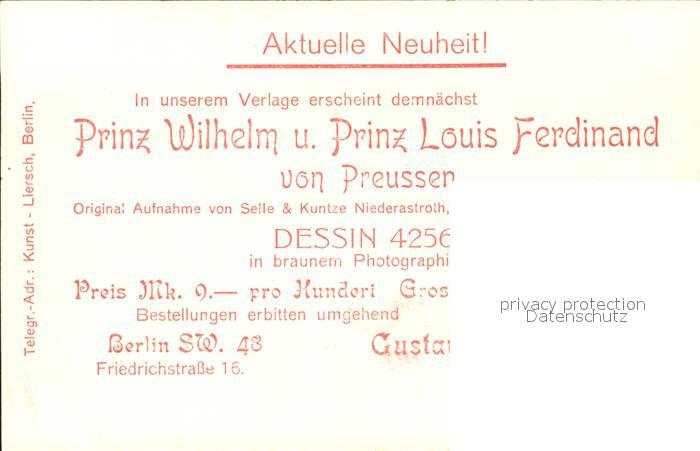 Aktuelle Neuheit!
In unserem Verlage erscheint demnächst
Prinz Wilhelm u. Prinz Louis Ferdinand
von Preussen
Original Aufnahme von Selle & Kuntze Niederastroth,
DESSIN 4256
in braunem Photographi
Preis Mk. 9.— pro Hundert Gros
Bestellungen erbitten umgehend
Berlin SW. 48 Gusta
Friedrichstraße 16.
Telegr.-Adr.: Kunst - Liersch, Berlin.
privacy protection
Datenschutz